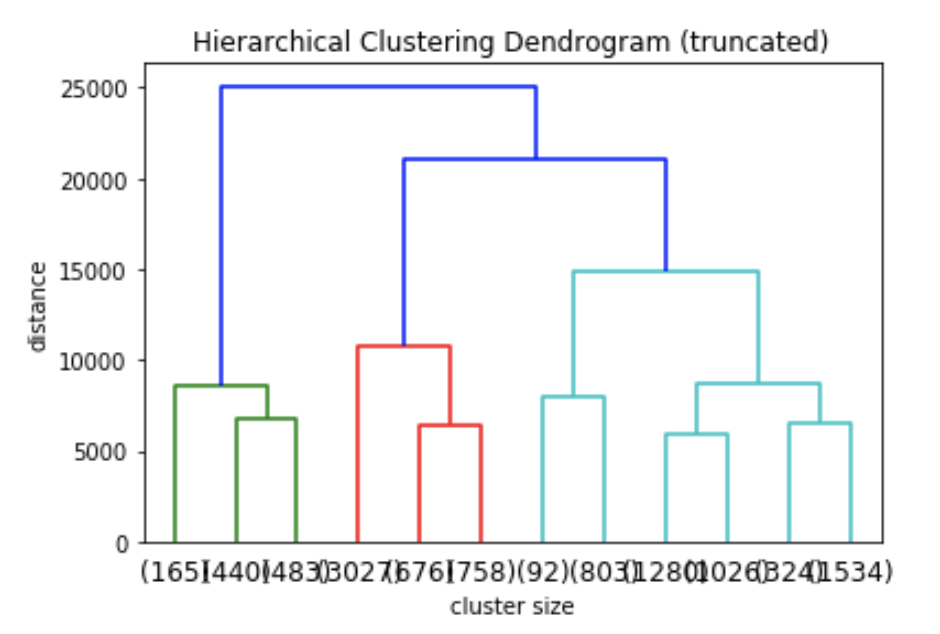 Hierarchical Clustering Dendrogram (truncated)
25000
20000
15000
10000
5000
0
distance
(165)(440)(483)(3027)(676)(758)(92)(803)(1280)(1026)(324)(1534)
cluster size